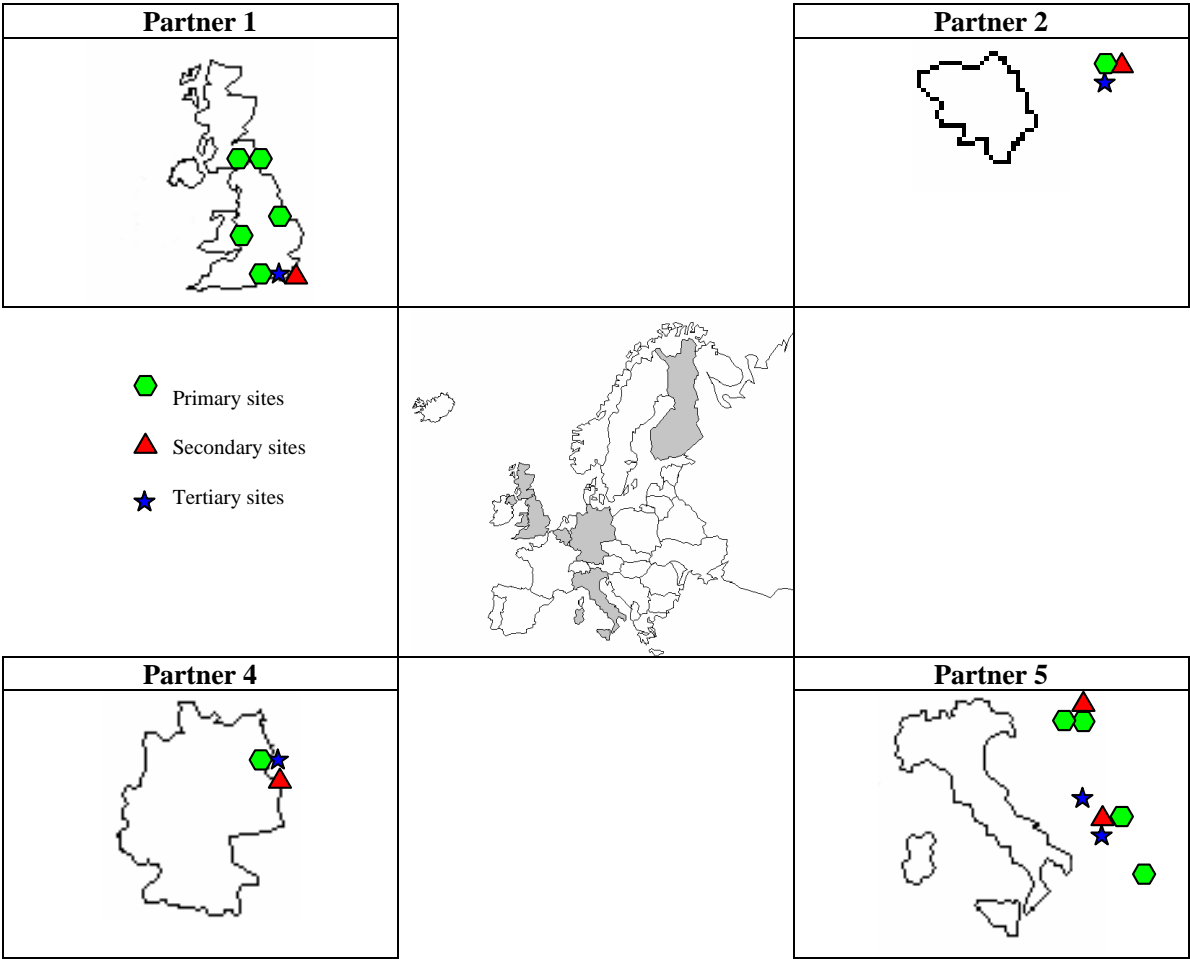 Partner 1
Partner 2
Primary sites
Secondary sites
Tertiary sites
Partner 4
Partner 5